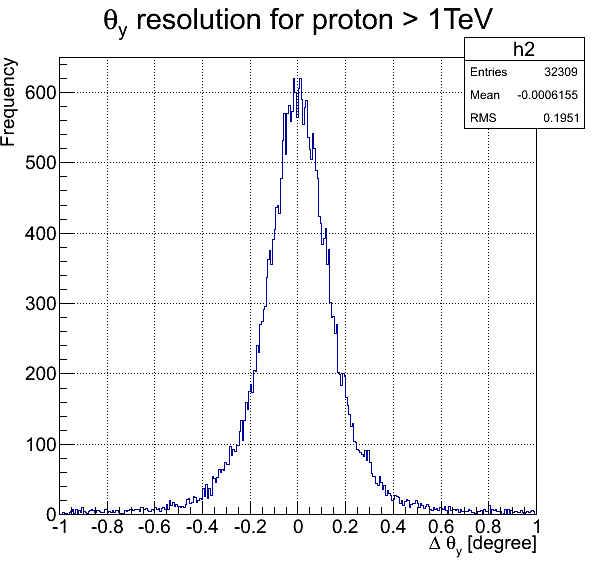 θy resolution for proton > 1TeV
h2
Entries 32309
Mean -0.0006155
RMS 0.1951
Frequency
600
500
400
300
200
100
0
-1 -0.8 -0.6 -0.4 -0.2 0 0.2 0.4 0.6 0.8 1
Δ θy [degree]